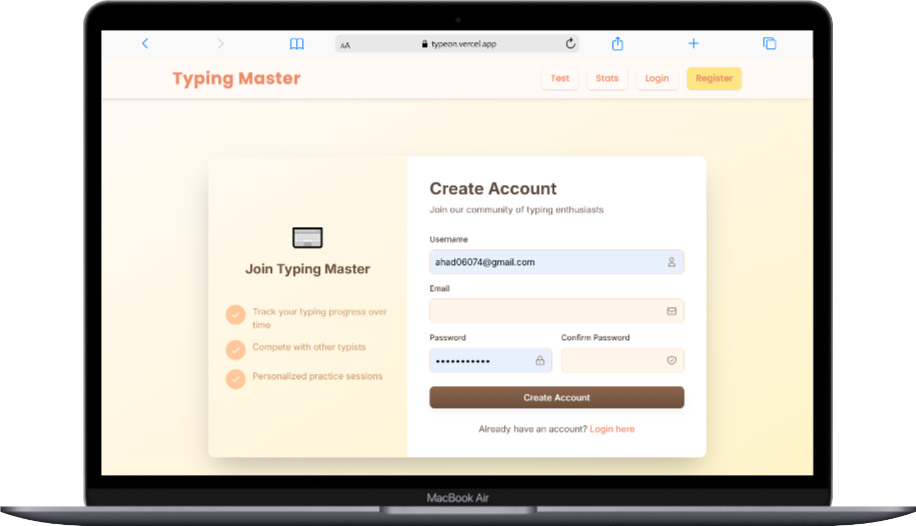 AA typeon.vercel.app
Typing Master
Test Stats Login Register
Create Account
Join our community of typing enthusiasts
Username
ahad06074@gmail.com
Email
Password Confirm Password
•••••••••••
Create Account
Already have an account? Login here
Join Typing Master
Track your typing progress over
time
Compete with other typists
Personalized practice sessions
MacBook Air